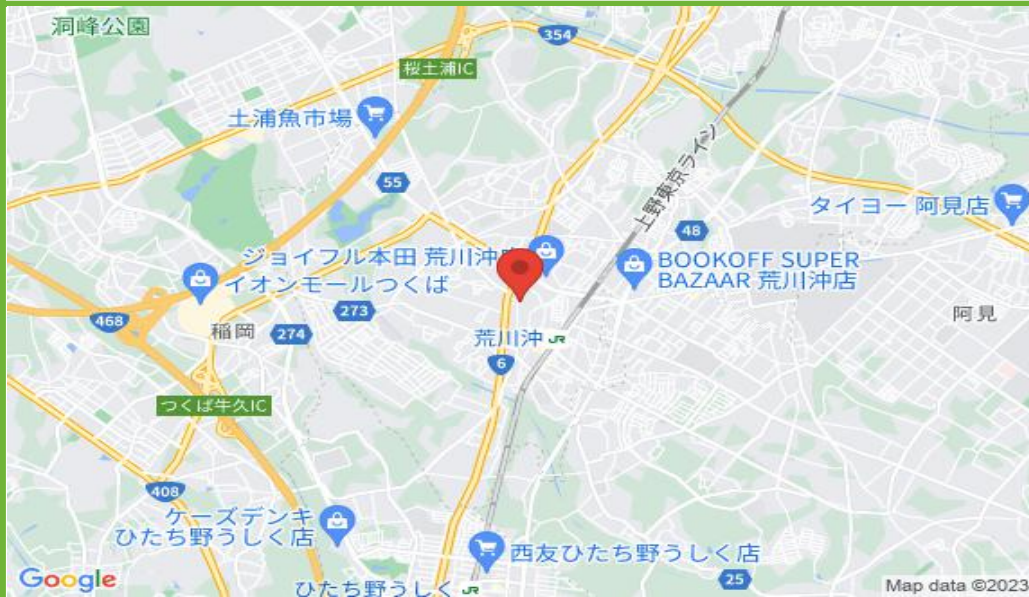 洞峰公園
354
桜土浦IC
土浦魚市場
上野東京ライン
55
タイヨー 阿見店
48
ジョイフル本田 荒川沖
BOOKOFF SUPER
BAZAAR 荒川沖店
イオンモールつくば
468
稲岡
274
273
阿見
荒川沖 JR
6
つくば牛久IC
408
ケーズデンキ
ひたち野うしく店
西友ひたち野うしく店
25
ひたち野うしく JR
Google
Map data ©2023